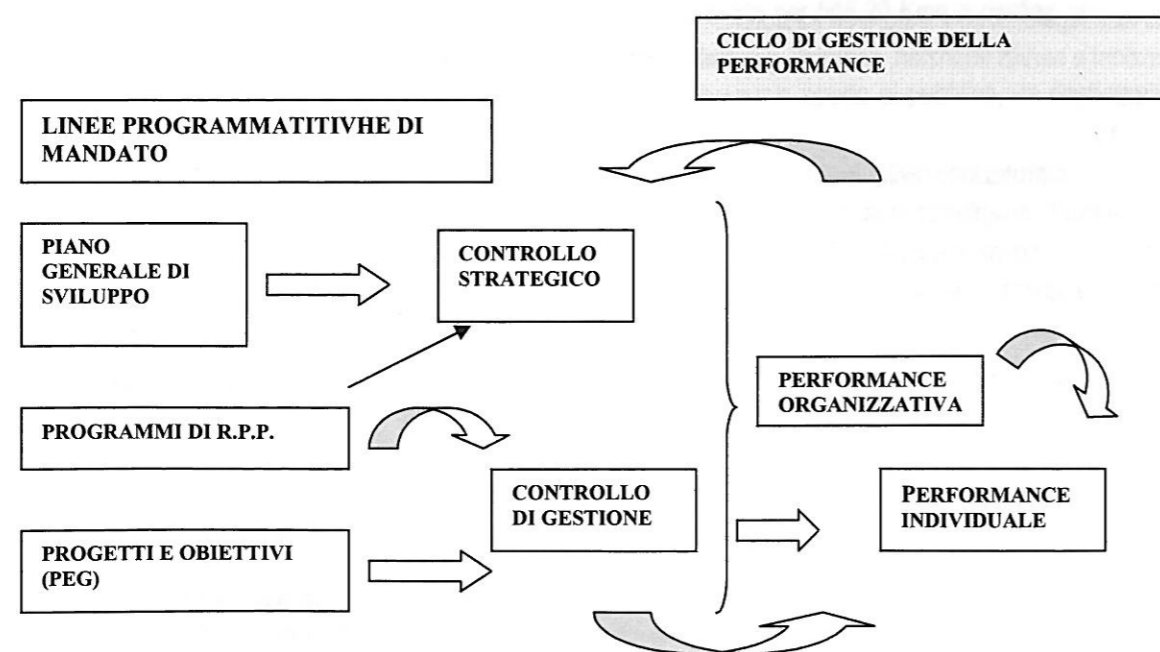 CICLO DI GESTIONE DELLA
PERFORMANCE
LINEE PROGRAMMATITIVHE DI
MANDATO
PIANO
GENERALE DI
SVILUPPO
CONTROLLO
STRATEGICO
PERFORMANCE
ORGANIZZATIVA
PROGRAMMI DI R.P.P.
CONTROLLO
DI GESTIONE
PERFORMANCE
INDIVIDUALE
PROGETTI E OBIETTIVI
(PEG)